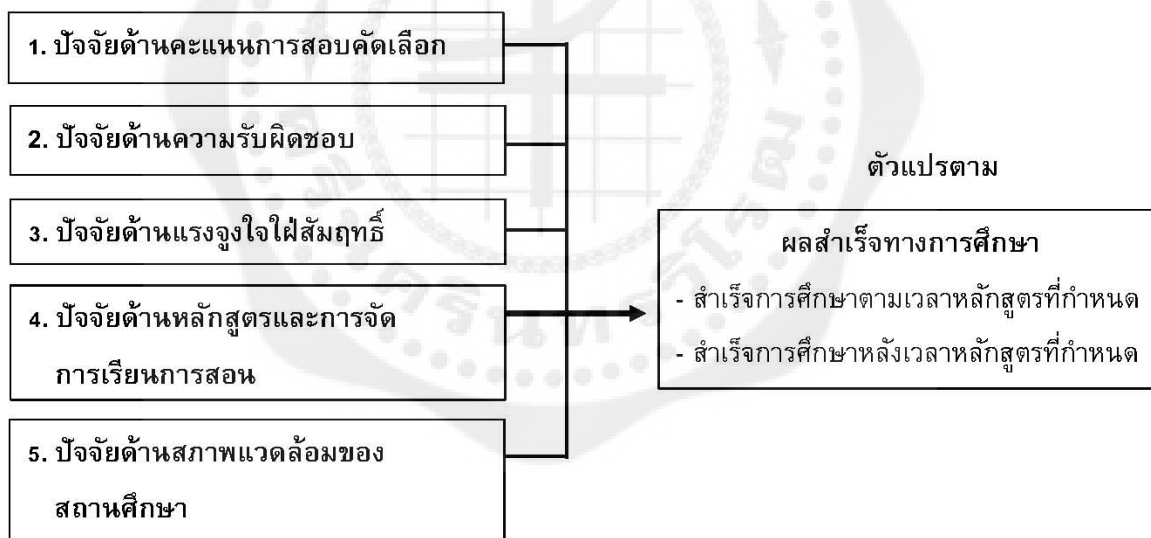 1. ปัจจัยด้านคะแนนการสอบคัดเลือก
2. ปัจจัยด้านความรับผิดชอบ
3. ปัจจัยด้านแรงจูงใจใฝ่สัมฤทธิ์
4. ปัจจัยด้านหลักสูตรและการจัด
การเรียนการสอน
5. ปัจจัยด้านสภาพแวดล้อมของ
สถานศึกษา
ตัวแปรตาม
ผลสำเร็จทางการศึกษา
- สำเร็จการศึกษาตามเวลาหลักสูตรที่กำหนด
- สำเร็จการศึกษาหลังเวลาหลักสูตรที่กำหนด